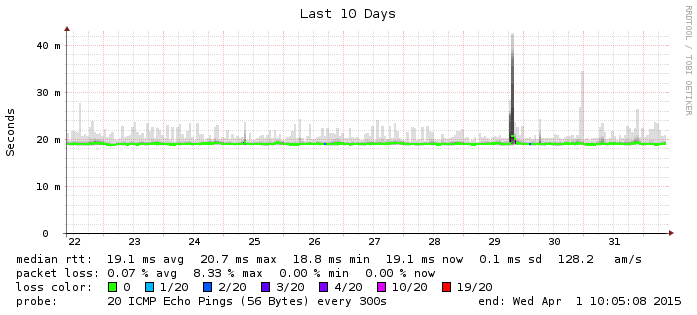 Last 10 Days
RRDTOOL / TOBI OETIKER
Seconds
40 m
30 m
20 m
10 m
0
22 23 24 25 26 27 28 29 30 31
median rtt: 19.1 ms avg 20.7 ms max 18.8 ms min 19.1 ms now 0.1 ms sd 128.2 am/s
packet loss: 0.07 % avg 8.33 % max 0.00 % min 0.00 % now
loss color: 0 1/20 2/20 3/20 4/20 10/20 19/20
probe: 20 ICMP Echo Pings (56 Bytes) every 300s end: Wed Apr 1 10:05:08 2015